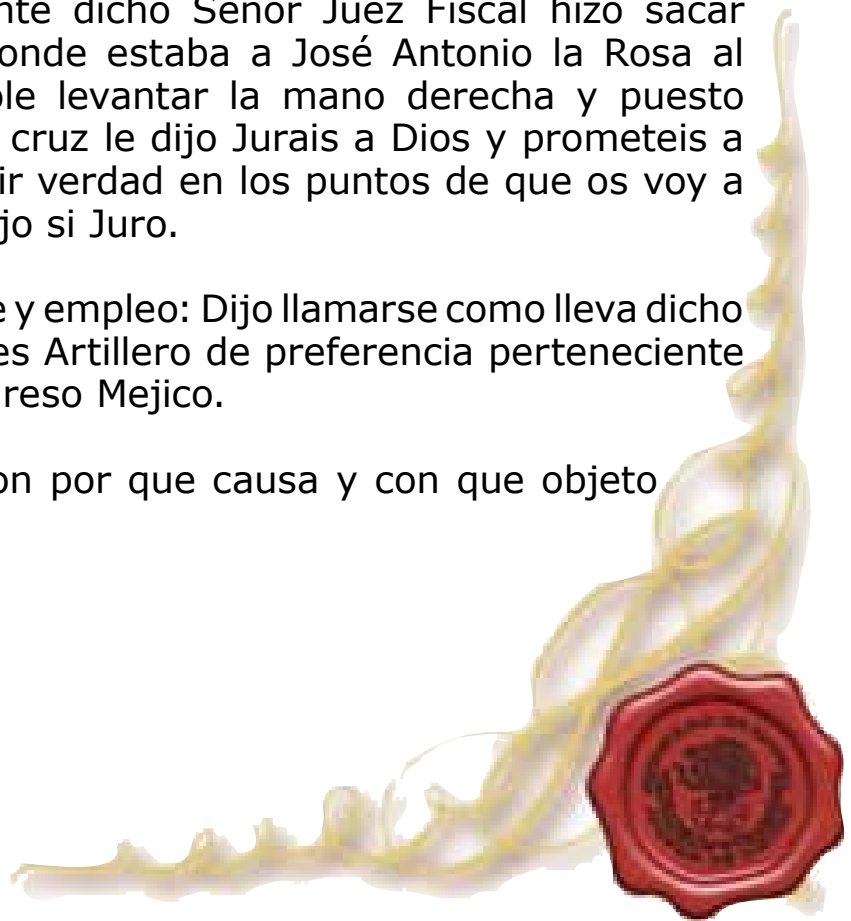 nte dicho Señor Juez Fiscal hizo sacar
onde estaba a José Antonio la Rosa al
ole levantar la mano derecha y puesto
cruz le dijo Jurais a Dios y prometeis a
ir verdad en los puntos de que os voy a
jo si Juro.
e y empleo: Dijo llamarse como lleva dicho
es Artillero de preferencia perteneciente
reso Mejico.
on por que causa y con que objeto